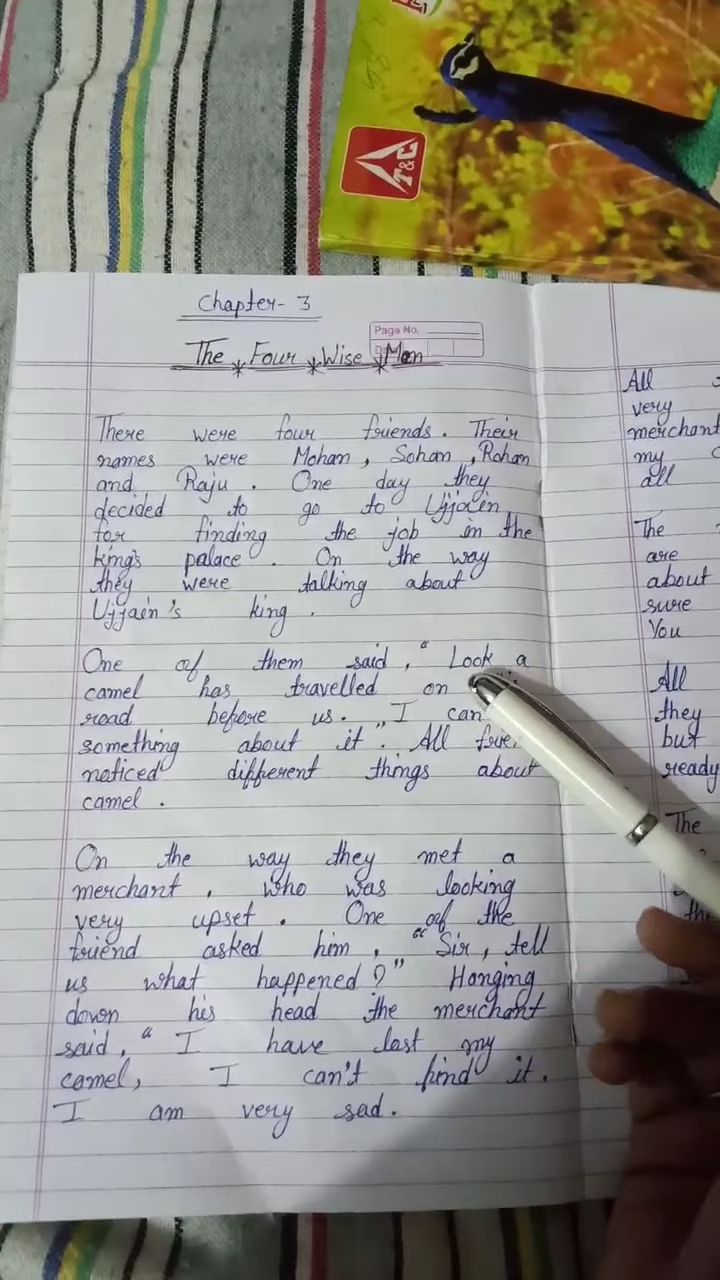 T&C
Chapter- 3
Page No.
The * Four * Wise * Men
There were four friends. Their
names were Mohan, Sohan, Rohan
and Raju. One day they
decided to go to Ujjain
for finding the job in the
king's palace. On the way
they were talking about
Ujjain's king.
One of them said, "Look a
camel has travelled on
road before us. "I can
something about it". All
noticed different things about
camel.
On the way they met a
merchant, who was looking
very upset. One of the
friend asked him, "Sir, tell
us what happened?" Hanging
down his head the merchant
said, "I have lost my
camel, I can't find it.
I am very sad.
All
very
merchant
my
all
The
are
about
sure
You
All
they
but
ready
The
the